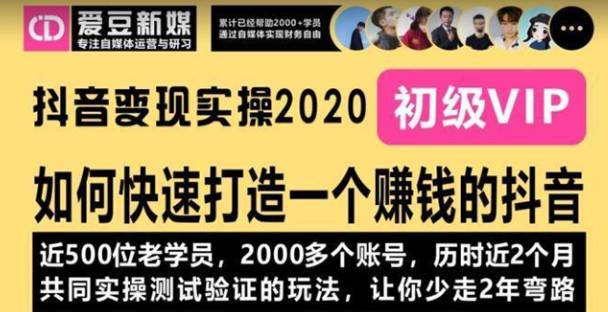 爱豆新媒
专注自媒体运营与研习
累计已经帮助2000+学员
通过自媒体实现财务自由
抖音变现实操2020
初级VIP
如何快速打造一个赚钱的抖音
近500位老学员，2000多个账号，历时近2个月
共同实操测试验证的玩法，让你少走2年弯路